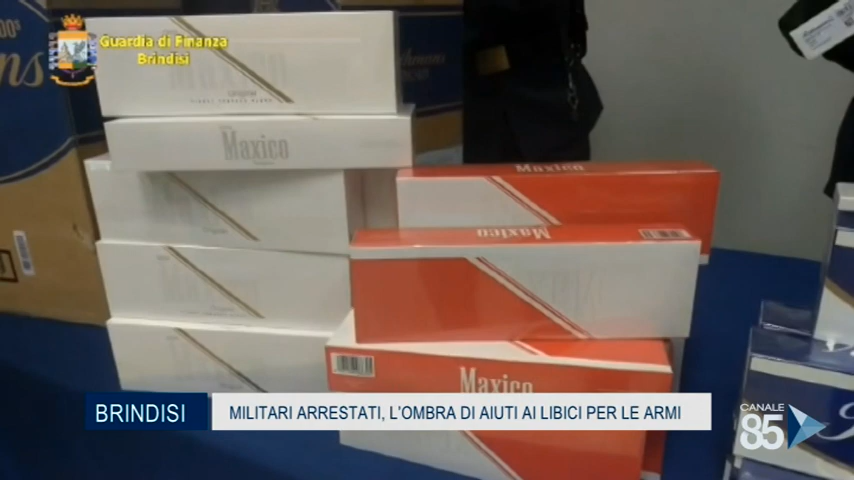 Guardia di Finanza
Brindisi
Maxico
Maxico
Maxico
Maxico
Maxico
BRINDISI
MILITARI ARRESTATI, L'OMBRA DI AIUTI AI LIBICI PER LE ARMI
CANALE
85